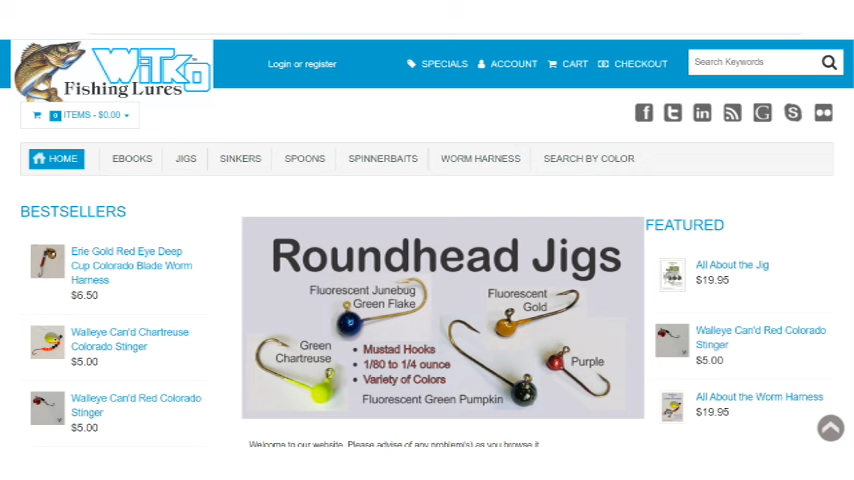 WiTKO
Fishing Lures
Login or register
SPECIALS
ACCOUNT
CART
CHECKOUT
Search Keywords
0 ITEMS - $0.00
HOME
EBOOKS
JIGS
SINKERS
SPOONS
SPINNERBAITS
WORM HARNESS
SEARCH BY COLOR
BESTSELLERS
Erie Gold Red Eye Deep
Cup Colorado Blade Worm
Harness
$6.50
Walleye Can'd Chartreuse
Colorado Stinger
$5.00
Walleye Can'd Red Colorado
Stinger
$5.00
Roundhead Jigs
Fluorescent Junebug
Green Flake
Fluorescent
Gold
Green
Chartreuse
• Mustad Hooks
• 1/80 to 1/4 ounce
• Variety of Colors
Purple
Fluorescent Green Pumpkin
Welcome to our website. Please advise of any problem(s) as you browse it
FEATURED
All About the Jig
$19.95
Walleye Can'd Red Colorado
Stinger
$5.00
All About the Worm Harness
$19.95